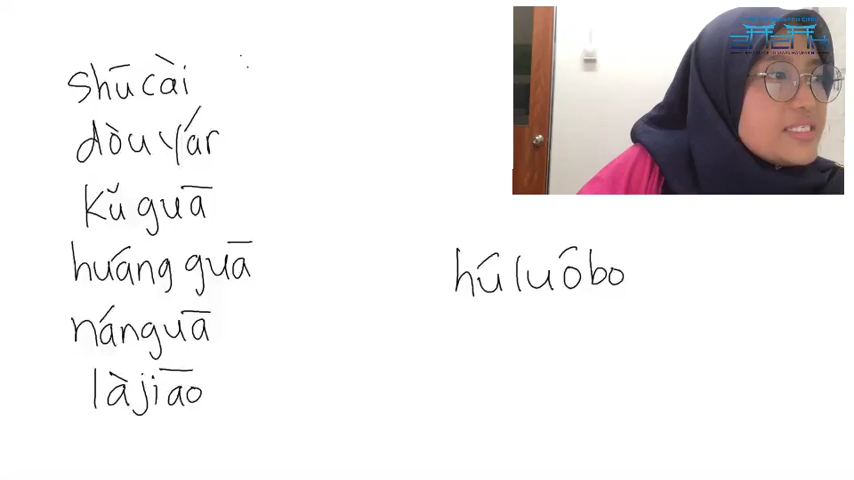 shūcài
dòuyár
kǔguā
huángguā
nánguā
làjiāo
húluóbo